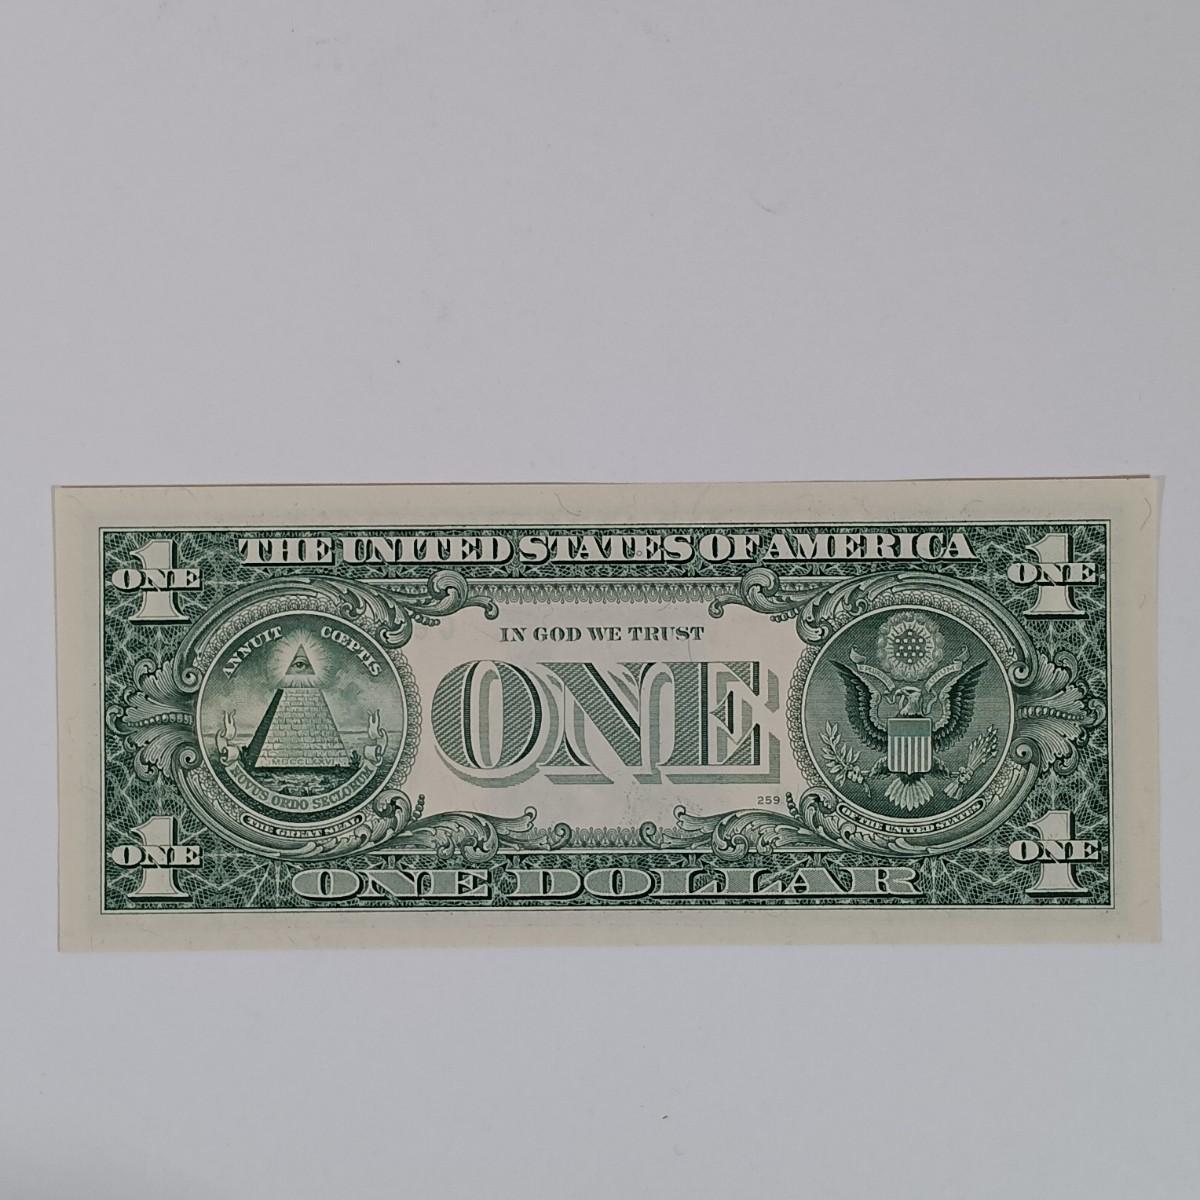 THE UNITED STATES OF AMERICA
1
ONE
1
ONE
ANNUIT CŒPTIS
MDCCLXXVI
NOVUS ORDO SECLORUM
THE GREAT SEAL
IN GOD WE TRUST
ONE
259
OF THE UNITED STATES
1
ONE
1
ONE
ONE DOLLAR